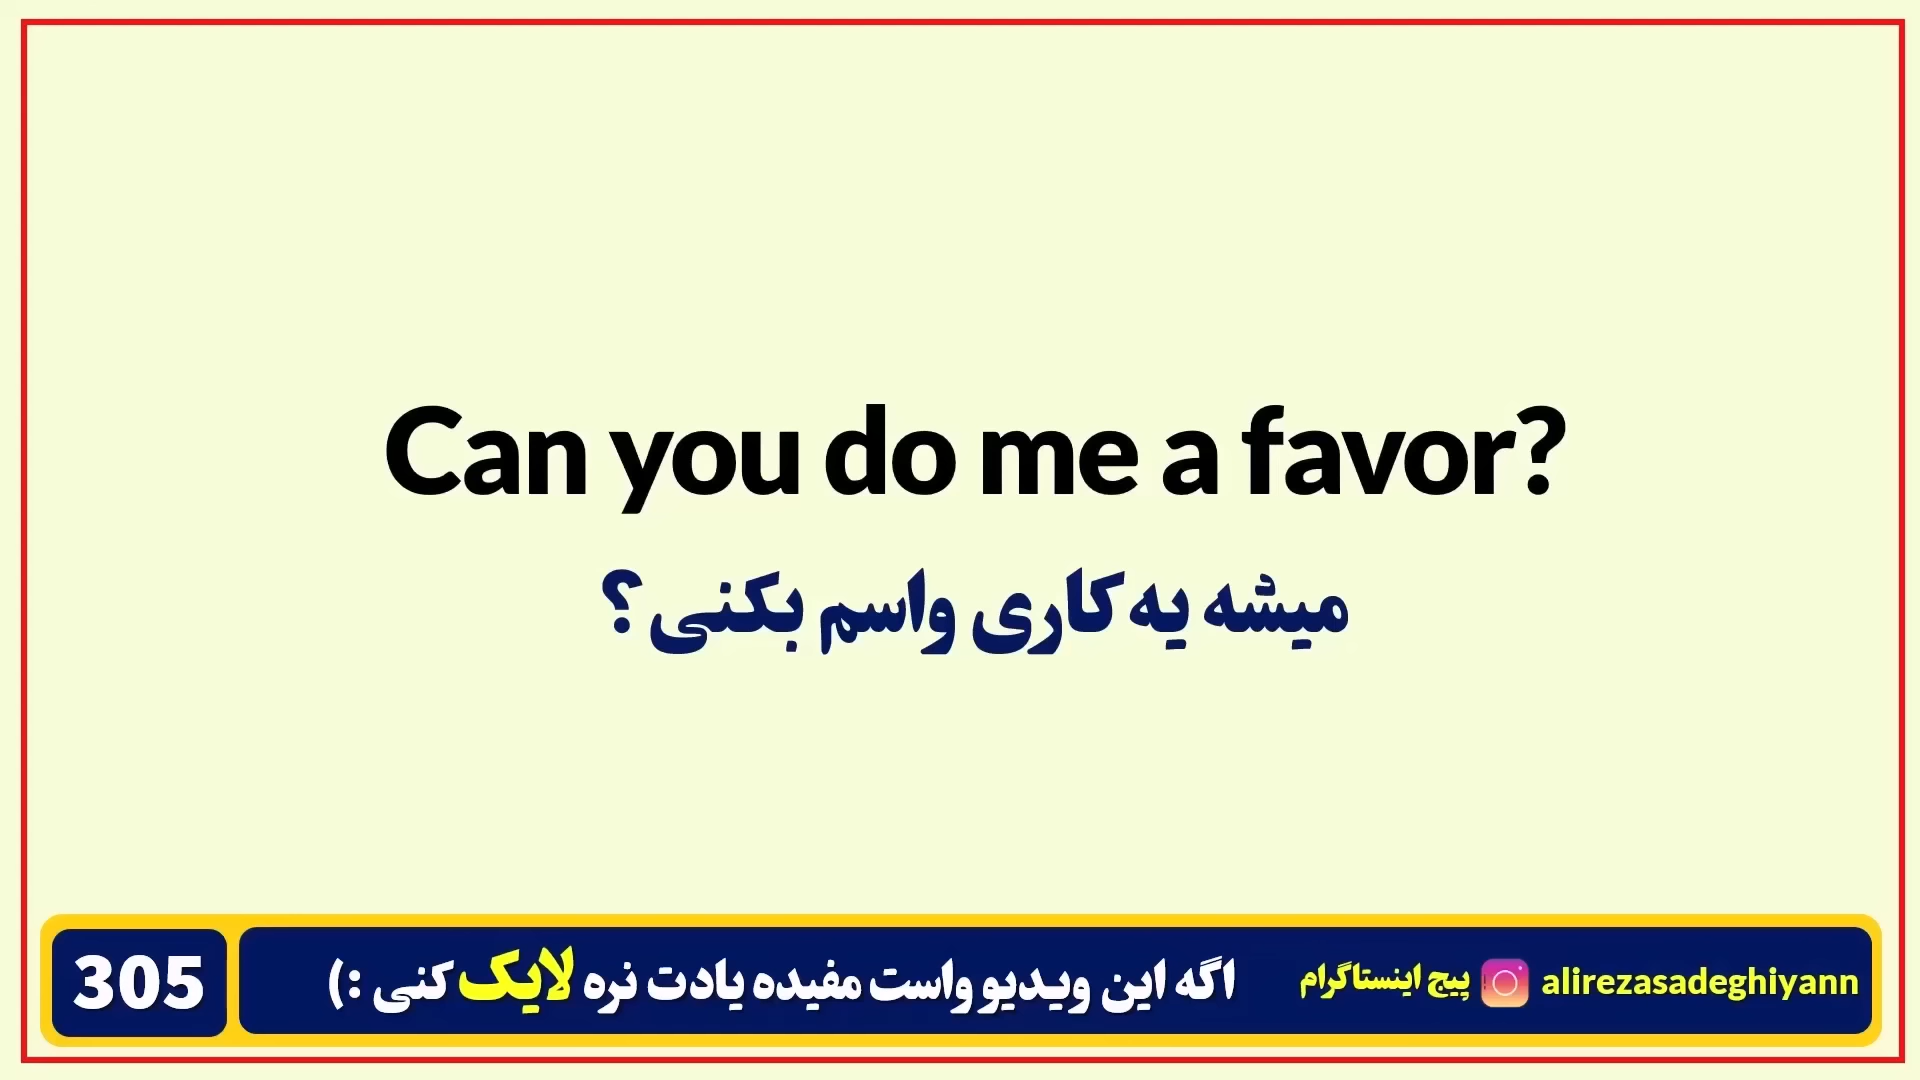 Can you do me a favor?
میشه یه کاری واسم بکنی؟
305
اگه این ویدیو واست مفیده یادت نره لایک کنی :)
پیج اینستاگرام alirezasadeghiyann